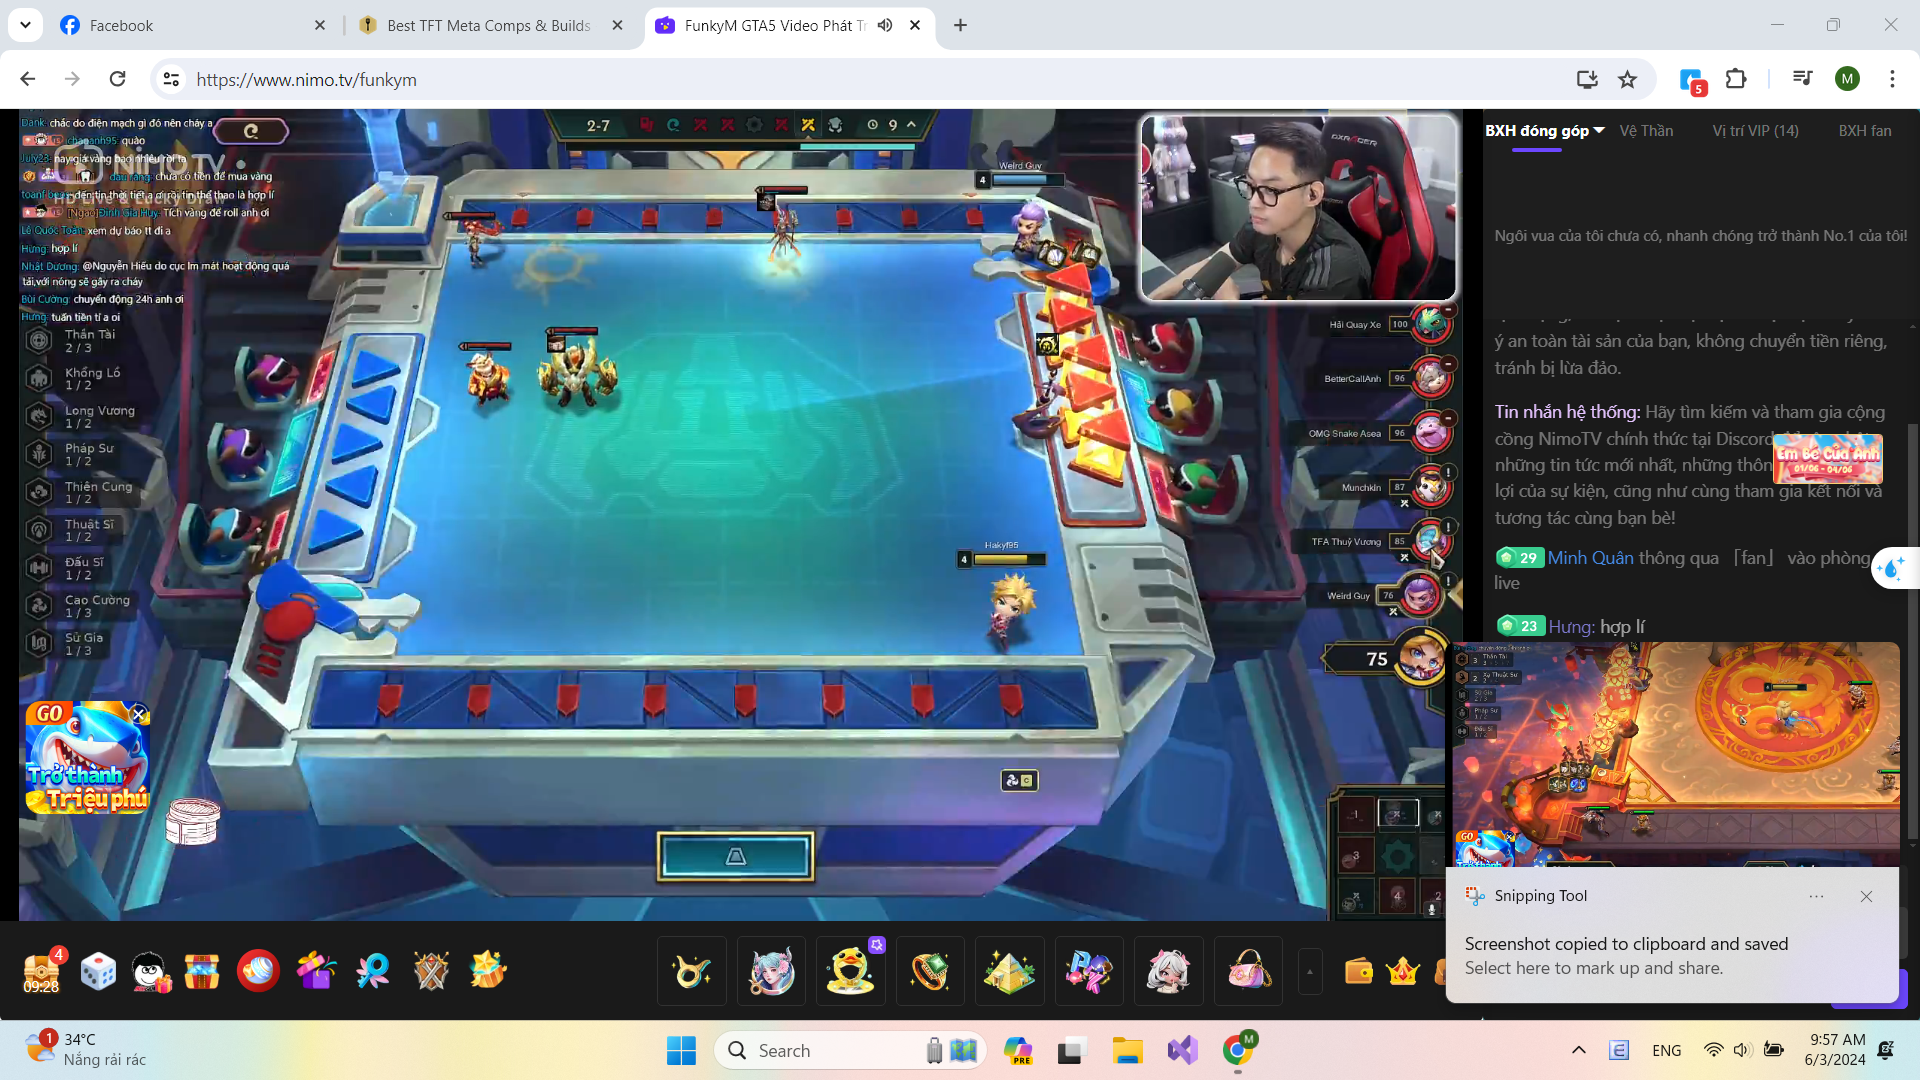 Facebook
Best TFT Meta Comps & Builds
FunkyM GTA5 Video Phát Tr
https://www.nimo.tv/funkym
5
M
Dank: chắc do điện mạch gì đó nên cháy ạ
chananh95: quào
July23: nay giá vàng bao nhiêu rồi ta
dâu rằng: chưa có tiền để mua vàng
đến tin thời tiết ạ ơi rồi tin thể thao là hợp lí
[Ngao]Đinh Gia Huy: Tích vàng để roll anh ơi
Lê Quốc Toàn: xem dự báo tt đi a
Hưng: hợp lí
Nhật Dương: @Nguyễn Hiếu do cục lm mát hoạt động quá
tải,với nóng sẽ gây ra cháy
Bùi Cường: chuyển động 24h anh ơi
Hưng: tuấn tiền tỉ a oi
2-7
9
Thần Tài
2 / 3
Khổng Lồ
1 / 2
Long Vương
1 / 2
Pháp Sư
1 / 2
Thiên Cung
1 / 2
Thuật Sĩ
1 / 2
Đấu Sĩ
1 / 2
Cao Cường
1 / 3
Sứ Gia
1 / 3
4
Weird Guy
4
Hakyf95
Hải Quay Xe 100
BetterCallAnh 96
OMG Snake Asea 96
Munchkin 87
TFA Thuỷ Vương 85
Weird Guy 76
75
C
GO
Trở thành
Triệu phú
BXH đóng góp
Vệ Thần
Vị trí VIP (14)
BXH fan
Ngôi vua của tôi chưa có, nhanh chóng trở thành No.1 của tôi!
ý an toàn tài sản của bạn, không chuyển tiền riêng,
tránh bị lừa đảo.
Tin nhắn hệ thống: Hãy tìm kiếm và tham gia cộng
cồng NimoTV chính thức tại Discord
những tin tức mới nhất, những thôn
lợi của sự kiện, cũng như cùng tham gia kết nối và
tương tác cùng bạn bè!
Em Bé Của Anh
01/06 - 04/06
29 Minh Quân thông qua 「fan」 vào phòng
live
23 Hưng: hợp lí
Snipping Tool
Screenshot copied to clipboard and saved
Select here to mark up and share.
4
09:28
1
34°C
Nắng rải rác
Search
PRE
M
ENG
9:57 AM
6/3/2024